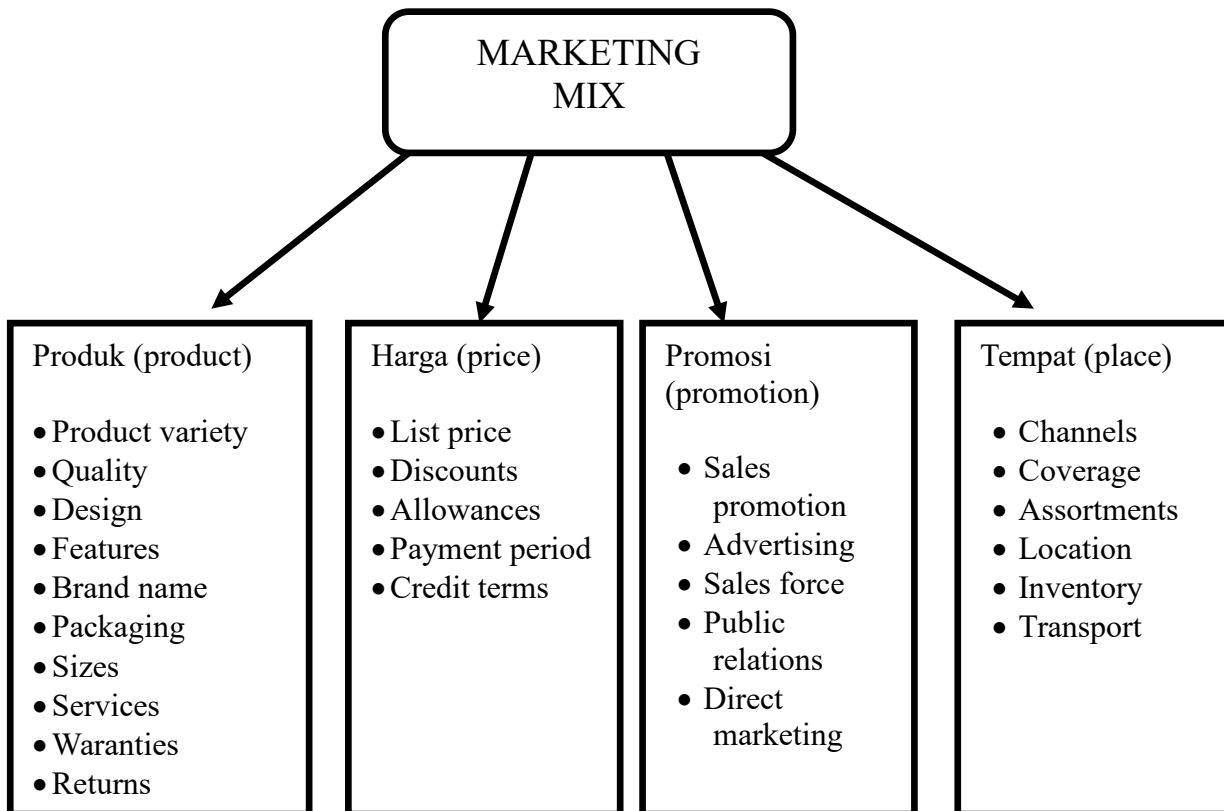 MARKETING
MIX
Produk (product)
• Product variety
• Quality
• Design
• Features
• Brand name
• Packaging
• Sizes
• Services
• Waranties
• Returns
Harga (price)
• List price
• Discounts
• Allowances
• Payment period
• Credit terms
Promosi
(promotion)
• Sales
promotion
• Advertising
• Sales force
• Public
relations
• Direct
marketing
Tempat (place)
• Channels
• Coverage
• Assortments
• Location
• Inventory
• Transport